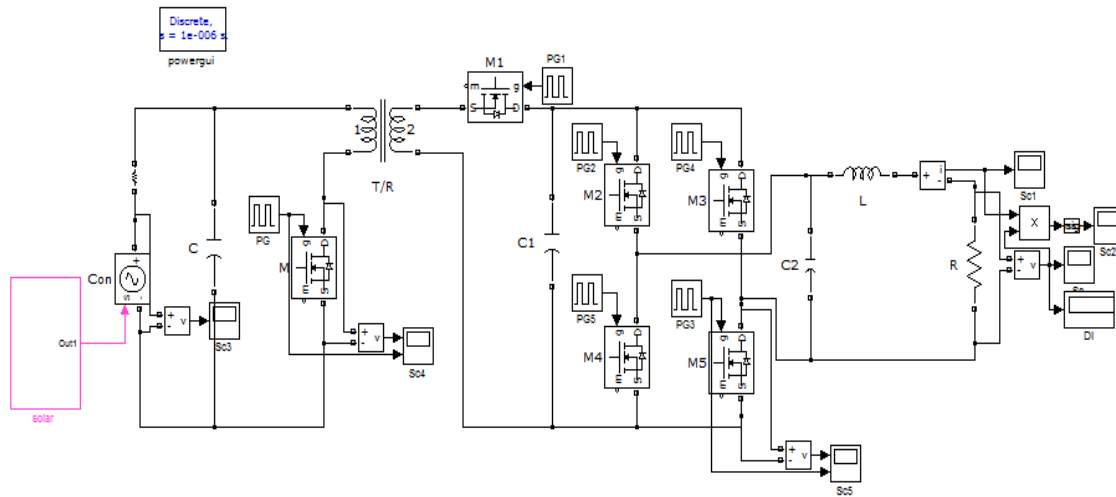 Discrete,
s = 1e-006 s.
powergui
M1
PG1
m
g
S
D
1
2
T/R
PG2
PG4
g
D
M2
m
S
g
D
M3
m
S
C
PG
g
D
M
m
S
C1
C2
L
i
+
-
Sc1
X
Sc2
R
+
-
v
Con
+
-
s
+
-
v
Sc3
Out1
solar
+
-
v
Sc4
PG5
PG3
g
D
M4
m
S
g
D
M5
m
S
DI
+
-
v
Sc5